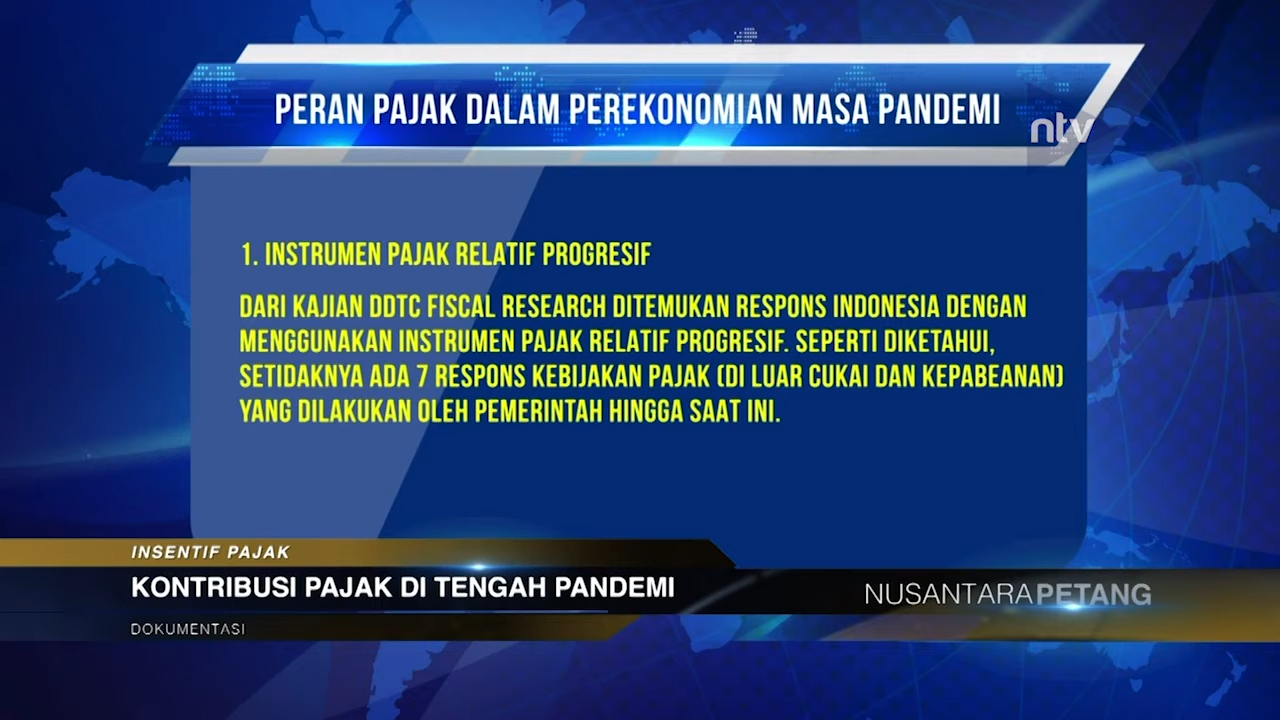 PERAN PAJAK DALAM PEREKONOMIAN MASA PANDEMI
ntv
1. INSTRUMEN PAJAK RELATIF PROGRESIF
DARI KAJIAN DDTC FISCAL RESEARCH DITEMUKAN RESPONS INDONESIA DENGAN
MENGGUNAKAN INSTRUMEN PAJAK RELATIF PROGRESIF. SEPERTI DIKETAHUI,
SETIDAKNYA ADA 7 RESPONS KEBIJAKAN PAJAK (DI LUAR CUKAI DAN KEPABEANAN)
YANG DILAKUKAN OLEH PEMERINTAH HINGGA SAAT INI.
INSENTIF PAJAK
KONTRIBUSI PAJAK DI TENGAH PANDEMI
NUSANTARA PETANG
DOKUMENTASI